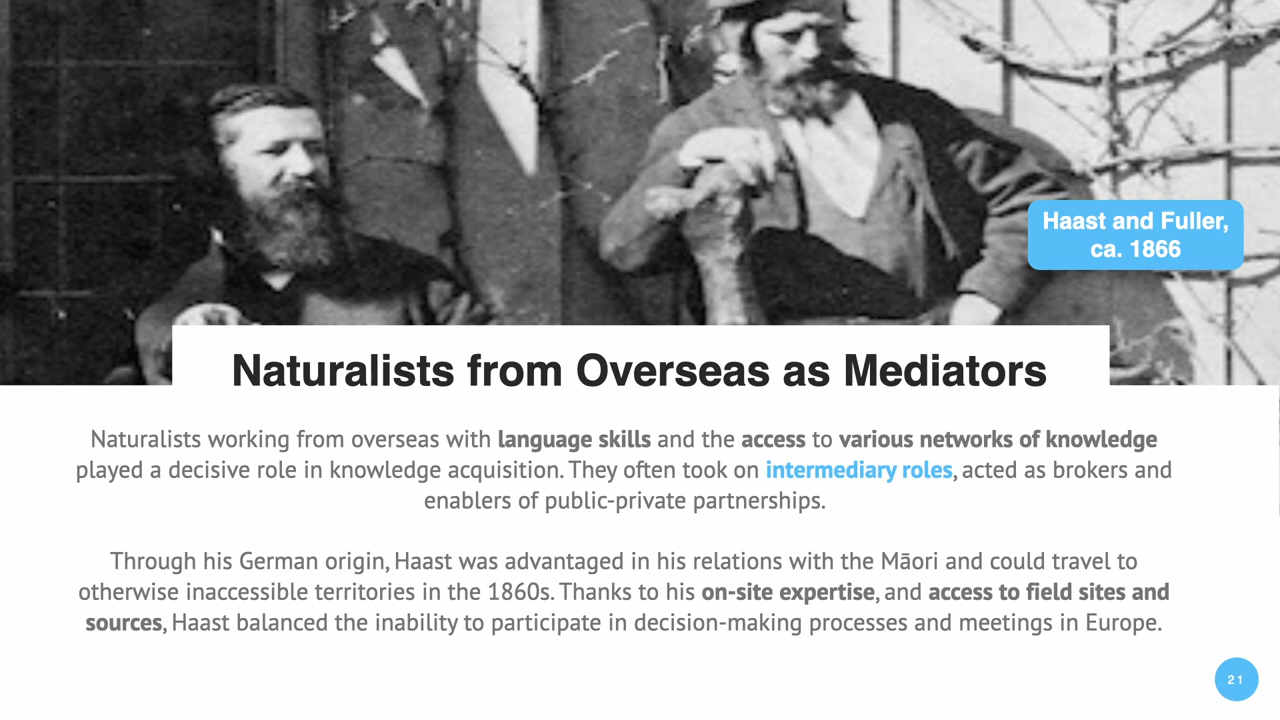 Haast and Fuller,
ca. 1866
Naturalists from Overseas as Mediators
Naturalists working from overseas with language skills and the access to various networks of knowledge
played a decisive role in knowledge acquisition. They often took on intermediary roles, acted as brokers and
enablers of public-private partnerships.
Through his German origin, Haast was advantaged in his relations with the Māori and could travel to
otherwise inaccessible territories in the 1860s. Thanks to his on-site expertise, and access to field sites and
sources, Haast balanced the inability to participate in decision-making processes and meetings in Europe.
21